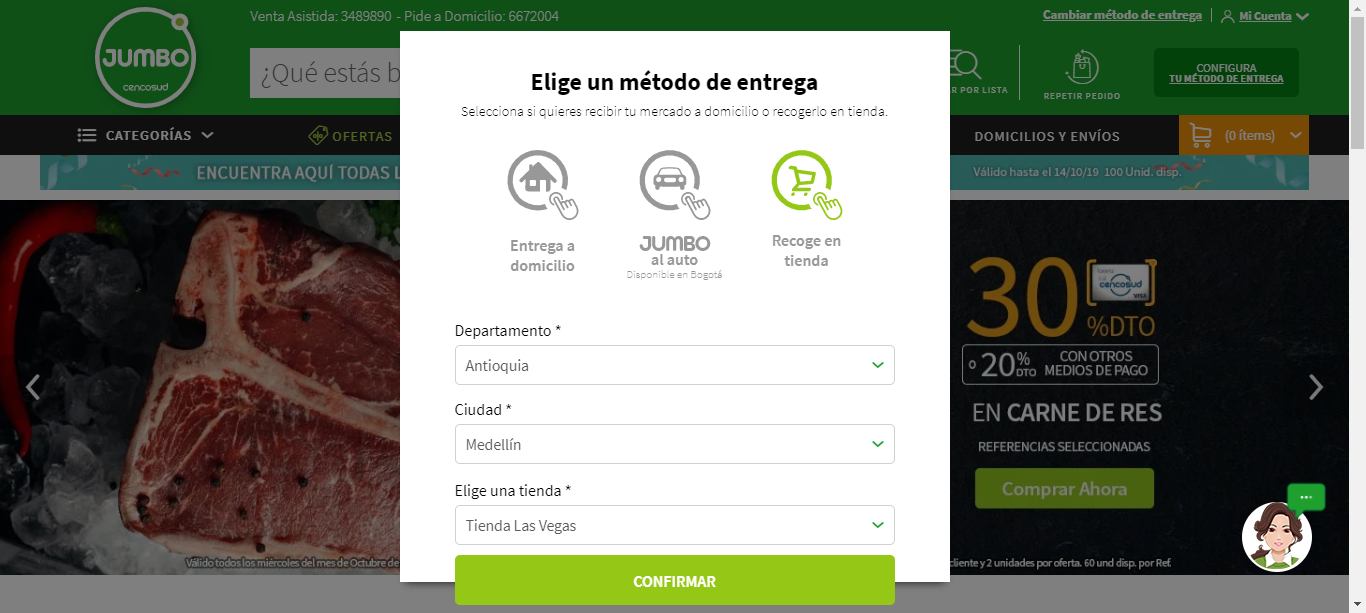 Venta Asistida: 3489890 - Pide a Domicilio: 6672004
Cambiar método de entrega
Mi Cuenta
JUMBO
cencosud
¿Qué estás b
R POR LISTA
REPETIR PEDIDO
CONFIGURA
TU MÉTODO DE ENTREGA
CATEGORÍAS
OFERTAS
DOMICILIOS Y ENVÍOS
(0 ítems)
ENCUENTRA AQUÍ TODAS L
Válido hasta el 14/10/19 100 Unid. disp.
Elige un método de entrega
Selecciona si quieres recibir tu mercado a domicilio o recogerlo en tienda.
Entrega a
domicilio
JUMBO
al auto
Disponible en Bogotá
Recoge en
tienda
Departamento *
Antioquia
Ciudad *
Medellín
Elige una tienda *
Tienda Las Vegas
CONFIRMAR
30
%DTO
cencosud
VISA
o 20% DTO
CON OTROS
MEDIOS DE PAGO
EN CARNE DE RES
REFERENCIAS SELECCIONADAS
Comprar Ahora
Válido todos los miércoles del mes de Octubre de
cliente y 2 unidades por oferta. 60 und disp. por Ref.